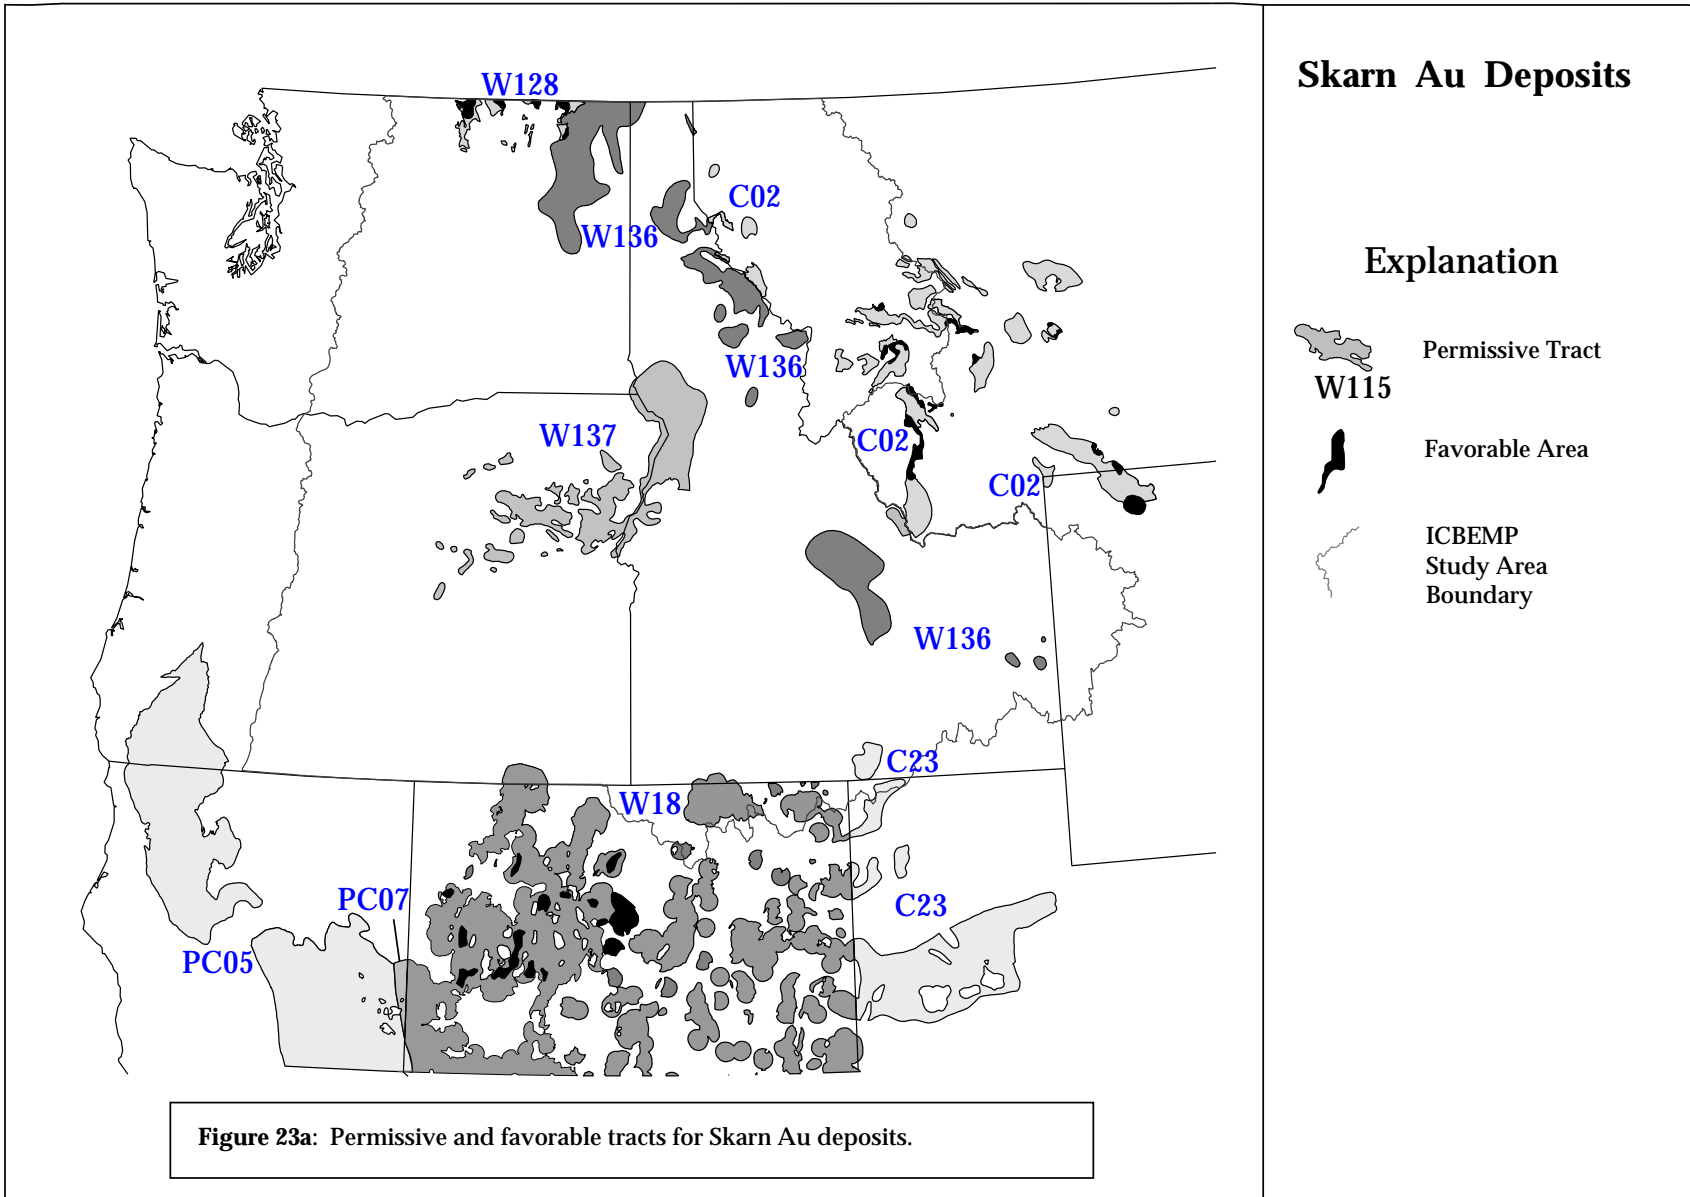 Skarn Au Deposits
Explanation
Permissive Tract
W115
Favorable Area
ICBEMP
Study Area
Boundary
W128
C02
W136
W136
W137
C02
C02
W136
C23
W18
PC07
C23
PC05
Figure 23a: Permissive and favorable tracts for Skarn Au deposits.